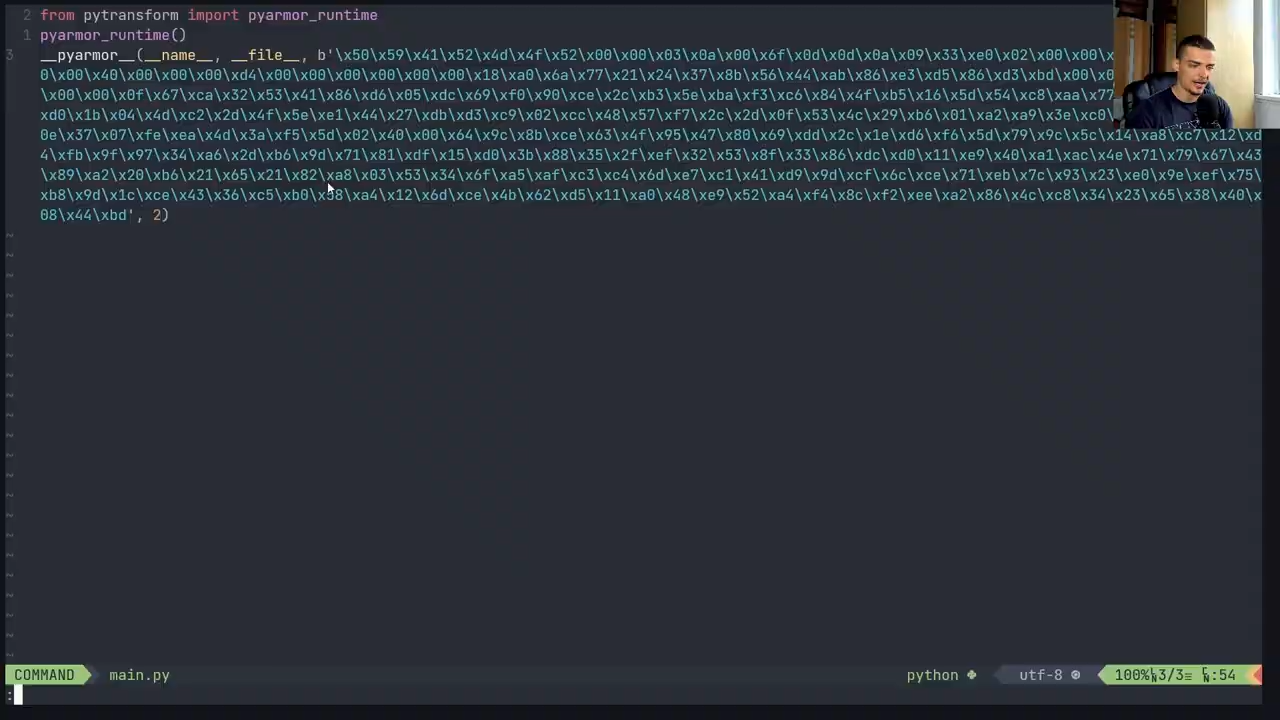 2 from pytransform import pyarmor_runtime
1 pyarmor_runtime()
3 __pyarmor__(__name__, __file__, b'\x50\x59\x41\x52\x4d\x4f\x52\x00\x00\x03\x0a\x00\x6f\x0d\x0d\x0a\x09\x33\xe0\x02\x00\x00\x
0\x00\x40\x00\x00\x00\xd4\x00\x00\x00\x00\x00\x00\x00\x18\xa0\x6a\x77\x21\x24\x37\x8b\x56\x44\xab\x86\xe3\xd5\x86\xd3\xbd\x00\x0
\x00\x00\x0f\x67\xca\x32\x53\x41\x86\xd6\x05\xdc\x69\xf0\x90\xce\x2c\xb3\x5e\xba\xf3\xc6\x84\x4f\xb5\x16\x5d\x54\xc8\xaa\x77
xd0\x1b\x04\x4d\xc2\x2d\x4f\x5e\xe1\x44\x27\xdb\xd3\xc9\x02\xcc\x48\x57\xf7\x2c\x2d\x0f\x53\x4c\x29\xb6\x01\xa2\xa9\x3e\xc0
0e\x37\x07\xfe\xea\x4d\x3a\xf5\x5d\x02\x40\x00\x64\x9c\x8b\xce\x63\x4f\x95\x47\x80\x69\xdd\x2c\x1e\xd6\xf6\x5d\x79\x9c\x5c\x14\xa8\xc7\x12\xd
4\xfb\x9f\x97\x34\xa6\x2d\xb6\x9d\x71\x81\xdf\x15\xd0\x3b\x88\x35\x2f\xef\x32\x53\x8f\x33\x86\xdc\xd0\x11\xe9\x40\xa1\xac\x4e\x71\x79\x67\x43
\x89\xa2\x20\xb6\x21\x65\x21\x82\xa8\x03\x53\x34\x6f\xa5\xaf\xc3\xc4\x6d\xe7\xc1\x41\xd9\x9d\xcf\x6c\xce\x71\xeb\x7c\x93\x23\xe0\x9e\xef\x75\
xb8\x9d\x1c\xce\x43\x36\xc5\xb0\x58\xa4\x12\x6d\xce\x4b\x62\xd5\x11\xa0\x48\xe9\x52\xa4\xf4\x8c\xf2\xee\xa2\x86\x4c\xc8\x34\x23\x65\x38\x40\x
08\x44\xbd', 2)
COMMAND main.py python utf-8 100% 3/3 :54
: